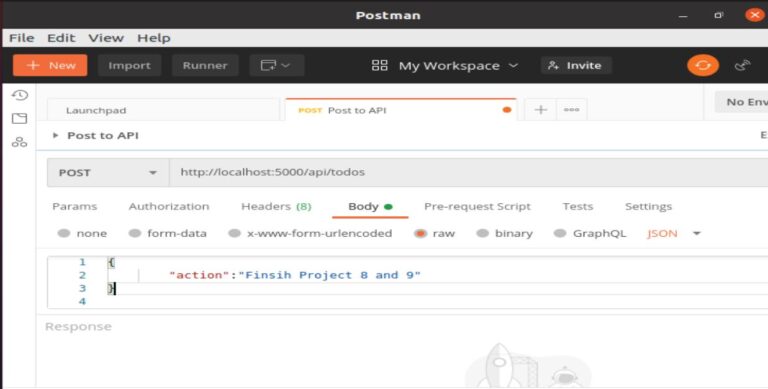 Postman
File Edit View Help
+ New Import Runner My Workspace Invite
Launchpad POST Post to API + ooo No Env
Post to API E
POST http://localhost:5000/api/todos
Params Authorization Headers (8) Body Pre-request Script Tests Settings
none form-data x-www-form-urlencoded raw binary GraphQL JSON
1 {
2 "action":"Finsih Project 8 and 9"
3 }
4
Response